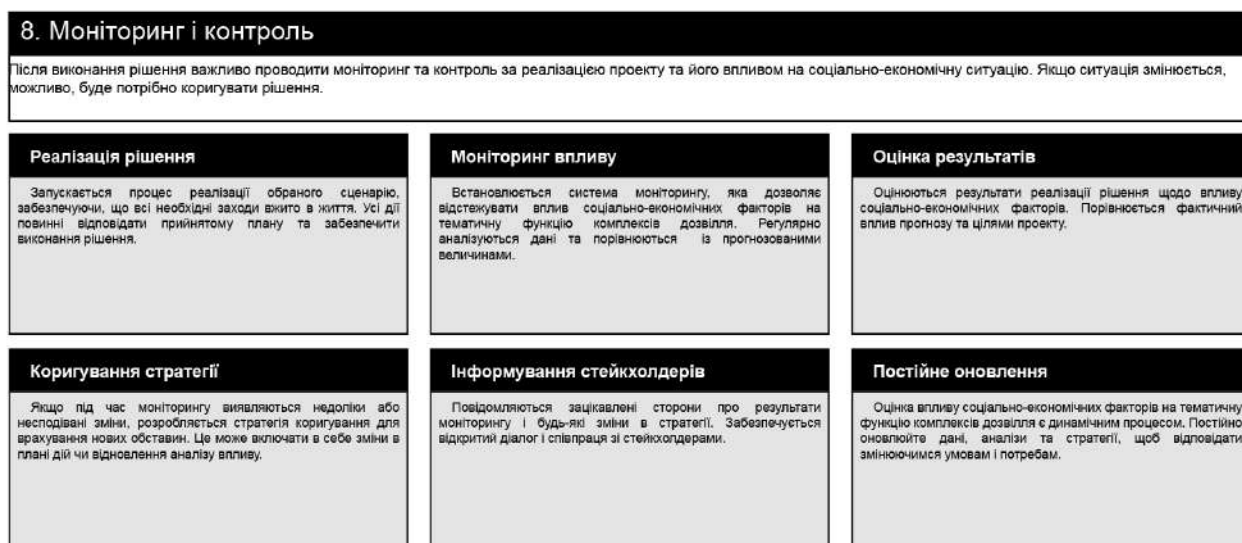 8. Моніторинг і контроль
Після виконання рішення важливо проводити моніторинг та контроль за реалізацією проекту та його впливом на соціально-економічну ситуацію. Якщо ситуація змінюється,
можливо, буде потрібно коригувати рішення.
Реалізація рішення
Запускається процес реалізації обраного сценарію,
забезпечуючи, що всі необхідні заходи вжито в життя. Усі дії
повинні відповідати прийнятому плану та забезпечити
виконання рішення.
Моніторинг впливу
Встановлюється система моніторингу, яка дозволяє
відстежувати вплив соціально-економічних факторів на
тематичну функцію комплексів дозвілля. Регулярно
аналізуються дані та порівнюються із прогнозованими
величинами.
Оцінка результатів
Оцінюються результати реалізації рішення щодо впливу
соціально-економічних факторів. Порівнюється фактичний
вплив прогнозу та цілями проекту.
Коригування стратегії
Якщо під час моніторингу виявляються недоліки або
несподівані зміни, розробляється стратегія коригування для
врахування нових обставин. Це може включати в себе зміни в
плані дій чи відновлення аналізу впливу.
Інформування стейкхолдерів
Повідомляються зацікавлені сторони про результати
моніторингу і будь-які зміни в стратегії. Забезпечується
відкритий діалог і співпраця зі стейкхолдерами.
Постійне оновлення
Оцінка впливу соціально-економічних факторів на тематичну
функцію комплексів дозвілля є динамічним процесом. Постійно
оновлюйте дані, аналізи та стратегії, щоб відповідати
змінюючимся умовам і потребам.